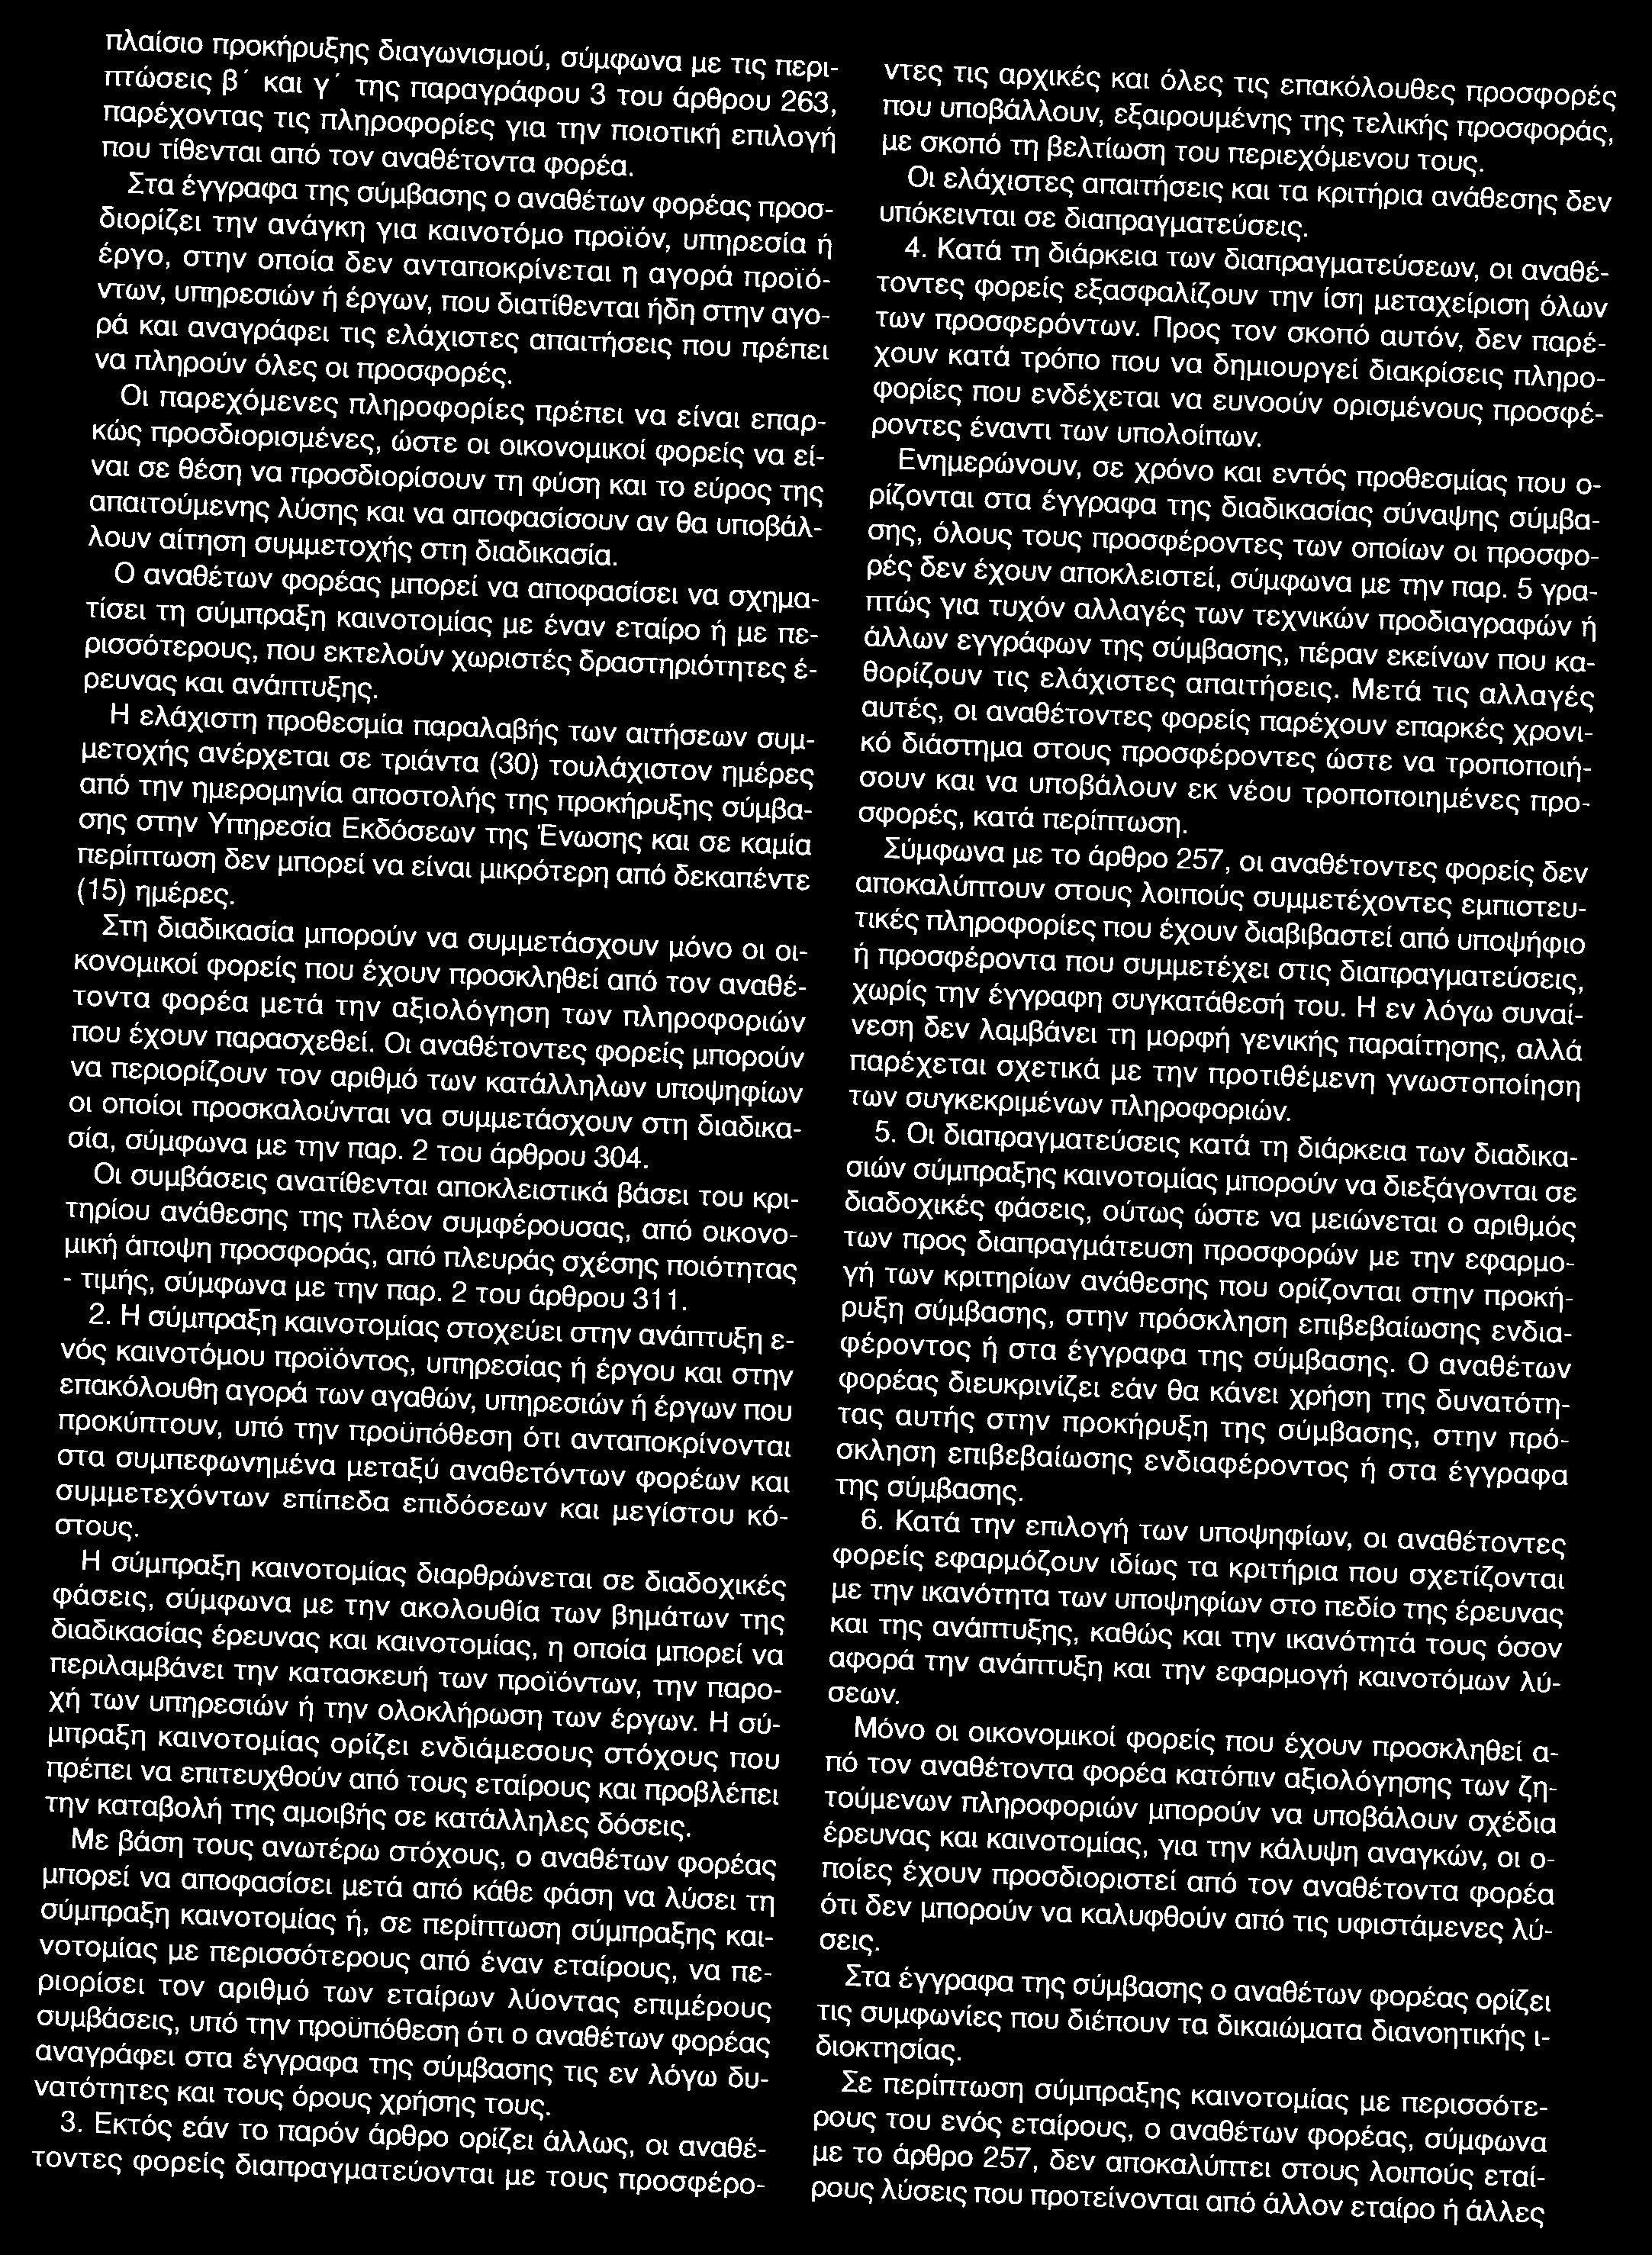 πλαίσιο προκήρυξης διαγωνισμού, σύμφωνα με τις περι-
πτώσεις β΄ και γ΄ της παραγράφου 3 του άρθρου 263,
παρέχοντας τις πληροφορίες για την ποιοτική επιλογή
που τίθενται από τον αναθέτοντα φορέα.
Στα έγγραφα της σύμβασης ο αναθέτων φορέας προσ-
διορίζει την ανάγκη για καινοτόμο προϊόν, υπηρεσία ή
έργο, στην οποία δεν ανταποκρίνεται η αγορά προϊό-
ντων, υπηρεσιών ή έργων, που διατίθενται ήδη στην αγο-
ρά και αναγράφει τις ελάχιστες απαιτήσεις που πρέπει
να πληρούν όλες οι προσφορές.
Οι παρεχόμενες πληροφορίες πρέπει να είναι επαρ-
κώς προσδιορισμένες, ώστε οι οικονομικοί φορείς να εί-
ναι σε θέση να προσδιορίσουν τη φύση και το εύρος της
απαιτούμενης λύσης και να αποφασίσουν αν θα υποβάλ-
λουν αίτηση συμμετοχής στη διαδικασία.
Ο αναθέτων φορέας μπορεί να αποφασίσει να σχημα-
τίσει τη σύμπραξη καινοτομίας με έναν εταίρο ή με πε-
ρισσότερους, που εκτελούν χωριστές δραστηριότητες έ-
ρευνας και ανάπτυξης.
Η ελάχιστη προθεσμία παραλαβής των αιτήσεων συμ-
μετοχής ανέρχεται σε τριάντα (30) τουλάχιστον ημέρες
από την ημερομηνία αποστολής της προκήρυξης σύμβα-
σης στην Υπηρεσία Εκδόσεων της Ένωσης και σε καμία
περίπτωση δεν μπορεί να είναι μικρότερη από δεκαπέντε
(15) ημέρες.
Στη διαδικασία μπορούν να συμμετάσχουν μόνο οι οι-
κονομικοί φορείς που έχουν προσκληθεί από τον αναθέ-
τοντα φορέα μετά την αξιολόγηση των πληροφοριών
που έχουν παρασχεθεί. Οι αναθέτοντες φορείς μπορούν
να περιορίζουν τον αριθμό των κατάλληλων υποψηφίων
οι οποίοι προσκαλούνται να συμμετάσχουν στη διαδικα-
σία, σύμφωνα με την παρ. 2 του άρθρου 304.
Οι συμβάσεις ανατίθενται αποκλειστικά βάσει του κρι-
τηρίου ανάθεσης της πλέον συμφέρουσας, από οικονο-
μική άποψη προσφοράς, από πλευράς σχέσης ποιότητας
- τιμής, σύμφωνα με την παρ. 2 του άρθρου 311.
2. Η σύμπραξη καινοτομίας στοχεύει στην ανάπτυξη ε-
νός καινοτόμου προϊόντος, υπηρεσίας ή έργου και στην
επακόλουθη αγορά των αγαθών, υπηρεσιών ή έργων που
προκύπτουν, υπό την προϋπόθεση ότι ανταποκρίνονται
στα συμπεφωνημένα μεταξύ αναθετόντων φορέων και
συμμετεχόντων επίπεδα επιδόσεων και μεγίστου κό-
στους.
Η σύμπραξη καινοτομίας διαρθρώνεται σε διαδοχικές
φάσεις, σύμφωνα με την ακολουθία των βημάτων της
διαδικασίας έρευνας και καινοτομίας, η οποία μπορεί να
περιλαμβάνει την κατασκευή των προϊόντων, την παρο-
χή των υπηρεσιών ή την ολοκλήρωση των έργων. Η σύ-
μπραξη καινοτομίας ορίζει ενδιάμεσους στόχους που
πρέπει να επιτευχθούν από τους εταίρους και προβλέπει
την καταβολή της αμοιβής σε κατάλληλες δόσεις.
Με βάση τους ανωτέρω στόχους, ο αναθέτων φορέας
μπορεί να αποφασίσει μετά από κάθε φάση να λύσει τη
σύμπραξη καινοτομίας ή, σε περίπτωση σύμπραξης και-
νοτομίας με περισσότερους από έναν εταίρους, να πε-
ριορίσει τον αριθμό των εταίρων λύοντας επιμέρους
συμβάσεις, υπό την προϋπόθεση ότι ο αναθέτων φορέας
αναγράφει στα έγγραφα της σύμβασης τις εν λόγω δυ-
νατότητες και τους όρους χρήσης τους.
3. Εκτός εάν το παρόν άρθρο ορίζει άλλως, οι αναθέ-
τοντες φορείς διαπραγματεύονται με τους προσφέρο-
ντες τις αρχικές και όλες τις επακόλουθες προσφορές
που υποβάλλουν, εξαιρουμένης της τελικής προσφοράς,
με σκοπό τη βελτίωση του περιεχόμενου τους.
Οι ελάχιστες απαιτήσεις και τα κριτήρια ανάθεσης δεν
υπόκεινται σε διαπραγματεύσεις.
4. Κατά τη διάρκεια των διαπραγματεύσεων, οι αναθέ-
τοντες φορείς εξασφαλίζουν την ίση μεταχείριση όλων
των προσφερόντων. Προς τον σκοπό αυτόν, δεν παρέ-
χουν κατά τρόπο που να δημιουργεί διακρίσεις πληρο-
φορίες που ενδέχεται να ευνοούν ορισμένους προσφέ-
ροντες έναντι των υπολοίπων.
Ενημερώνουν, σε χρόνο και εντός προθεσμίας που ο-
ρίζονται στα έγγραφα της διαδικασίας σύναψης σύμβα-
σης, όλους τους προσφέροντες των οποίων οι προσφο-
ρές δεν έχουν αποκλειστεί, σύμφωνα με την παρ. 5 γρα-
πτώς για τυχόν αλλαγές των τεχνικών προδιαγραφών ή
άλλων εγγράφων της σύμβασης, πέραν εκείνων που κα-
θορίζουν τις ελάχιστες απαιτήσεις. Μετά τις αλλαγές
αυτές, οι αναθέτοντες φορείς παρέχουν επαρκές χρονι-
κό διάστημα στους προσφέροντες ώστε να τροποποιή-
σουν και να υποβάλουν εκ νέου τροποποιημένες προ-
σφορές, κατά περίπτωση.
Σύμφωνα με το άρθρο 257, οι αναθέτοντες φορείς δεν
αποκαλύπτουν στους λοιπούς συμμετέχοντες εμπιστευ-
τικές πληροφορίες που έχουν διαβιβαστεί από υποψήφιο
ή προσφέροντα που συμμετέχει στις διαπραγματεύσεις,
χωρίς την έγγραφη συγκατάθεσή του. Η εν λόγω συναί-
νεση δεν λαμβάνει τη μορφή γενικής παραίτησης, αλλά
παρέχεται σχετικά με την προτιθέμενη γνωστοποίηση
των συγκεκριμένων πληροφοριών.
5. Οι διαπραγματεύσεις κατά τη διάρκεια των διαδικα-
σιών σύμπραξης καινοτομίας μπορούν να διεξάγονται σε
διαδοχικές φάσεις, ούτως ώστε να μειώνεται ο αριθμός
των προς διαπραγμάτευση προσφορών με την εφαρμο-
γή των κριτηρίων ανάθεσης που ορίζονται στην προκή-
ρυξη σύμβασης, στην πρόσκληση επιβεβαίωσης ενδια-
φέροντος ή στα έγγραφα της σύμβασης. Ο αναθέτων
φορέας διευκρινίζει εάν θα κάνει χρήση της δυνατότη-
τας αυτής στην προκήρυξη της σύμβασης, στην πρό-
σκληση επιβεβαίωσης ενδιαφέροντος ή στα έγγραφα
της σύμβασης.
6. Κατά την επιλογή των υποψηφίων, οι αναθέτοντες
φορείς εφαρμόζουν ιδίως τα κριτήρια που σχετίζονται
με την ικανότητα των υποψηφίων στο πεδίο της έρευνας
και της ανάπτυξης, καθώς και την ικανότητά τους όσον
αφορά την ανάπτυξη και την εφαρμογή καινοτόμων λύ-
σεων.
Μόνο οι οικονομικοί φορείς που έχουν προσκληθεί α-
πό τον αναθέτοντα φορέα κατόπιν αξιολόγησης των ζη-
τούμενων πληροφοριών μπορούν να υποβάλουν σχέδια
έρευνας και καινοτομίας, για την κάλυψη αναγκών, οι ο-
ποίες έχουν προσδιοριστεί από τον αναθέτοντα φορέα
ότι δεν μπορούν να καλυφθούν από τις υφιστάμενες λύ-
σεις.
Στα έγγραφα της σύμβασης ο αναθέτων φορέας ορίζει
τις συμφωνίες που διέπουν τα δικαιώματα διανοητικής ι-
διοκτησίας.
Σε περίπτωση σύμπραξης καινοτομίας με περισσότε-
ρους του ενός εταίρους, ο αναθέτων φορέας, σύμφωνα
με το άρθρο 257, δεν αποκαλύπτει στους λοιπούς εταί-
ρους λύσεις που προτείνονται από άλλον εταίρο ή άλλες